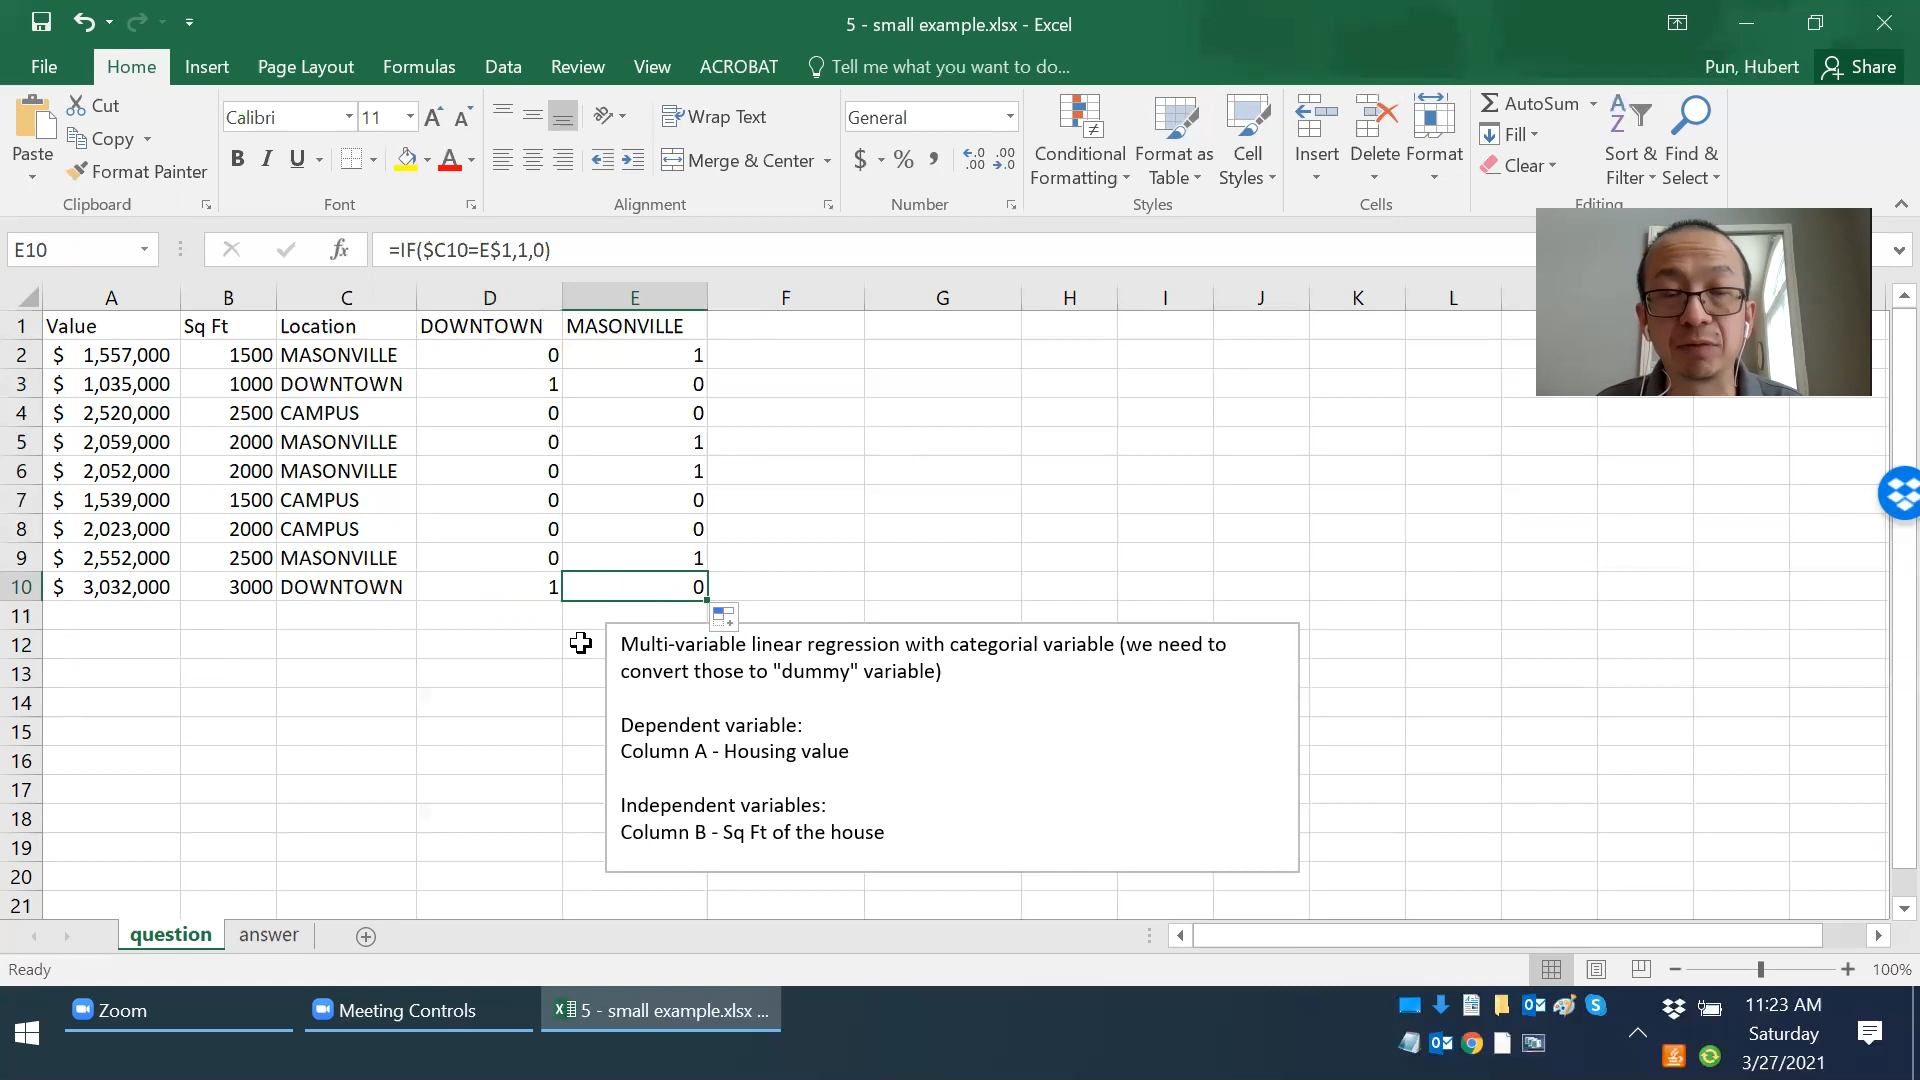 5 - small example.xlsx - Excel
File Home Insert Page Layout Formulas Data Review View ACROBAT Tell me what you want to do... Pun, Hubert Share
Paste
Cut
Copy
Format Painter
Clipboard
Calibri 11
B I U
Font
Wrap Text
Merge & Center
Alignment
General
$ % ,
Number
Conditional Formatting
Format as Table
Cell Styles
Styles
Insert Delete Format
Cells
AutoSum
Fill
Clear
Sort & Filter
Find & Select
Editing
E10 fx =IF($C10=E$1,1,0)
A B C D E F G H I J K L
1 Value Sq Ft Location DOWNTOWN MASONVILLE
2 $ 1,557,000 1500 MASONVILLE 0 1
3 $ 1,035,000 1000 DOWNTOWN 1 0
4 $ 2,520,000 2500 CAMPUS 0 0
5 $ 2,059,000 2000 MASONVILLE 0 1
6 $ 2,052,000 2000 MASONVILLE 0 1
7 $ 1,539,000 1500 CAMPUS 0 0
8 $ 2,023,000 2000 CAMPUS 0 0
9 $ 2,552,000 2500 MASONVILLE 0 1
10 $ 3,032,000 3000 DOWNTOWN 1 0
11
12
13
14
15
16
17
18
19
20
21
Multi-variable linear regression with categorial variable (we need to
convert those to "dummy" variable)
Dependent variable:
Column A - Housing value
Independent variables:
Column B - Sq Ft of the house
question answer
Ready 100%
Zoom Meeting Controls 5 - small example.xlsx ...
11:23 AM
Saturday
3/27/2021